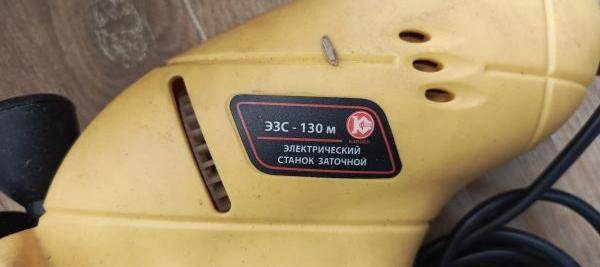 ЭЗС - 130 м
ЭЛЕКТРИЧЕСКИЙ
СТАНОК ЗАТОЧНОЙ